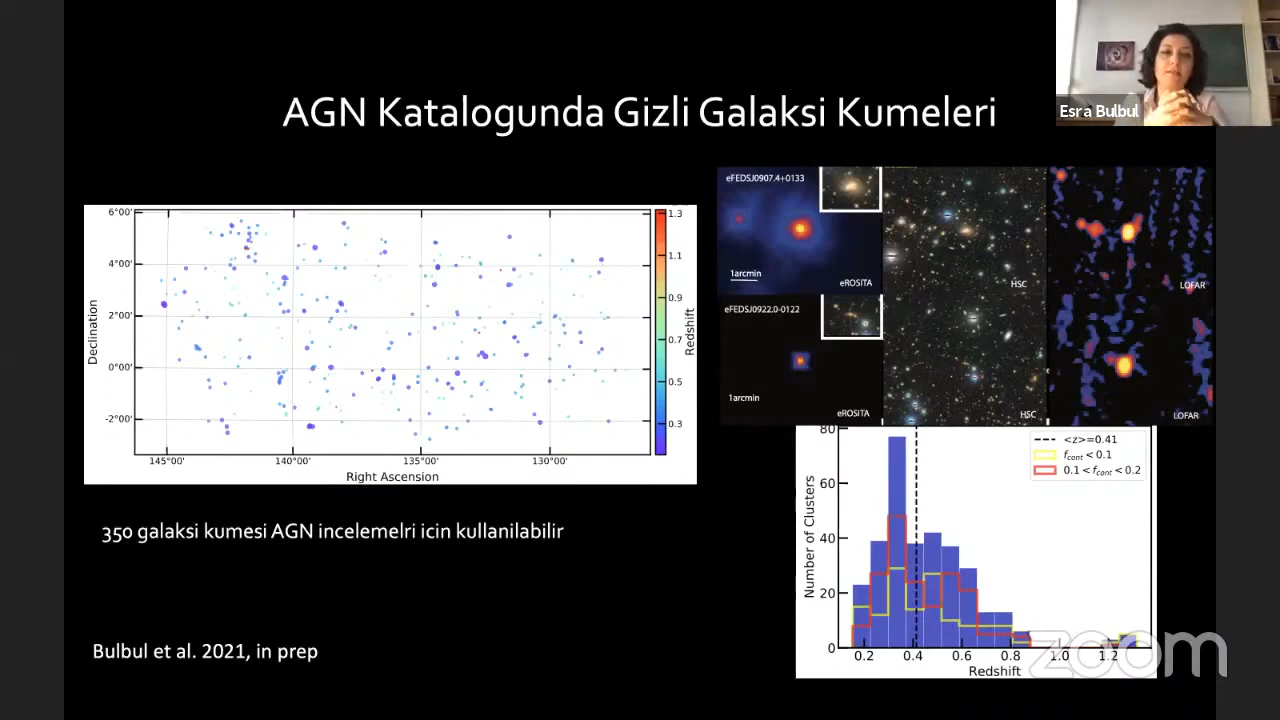 Esra Bulbul
AGN Katalogunda Gizli Galaksi Kumeleri
6°00'
4°00'
2°00'
0°00'
-2°00'
Declination
145°00'
140°00'
135°00'
130°00'
Right Ascension
1.3
1.1
0.9
0.7
0.5
0.3
Redshift
eFEDSJ0907.4+0133
1arcmin
eROSITA
HSC
LOFAR
eFEDSJ0922.0-0122
1arcmin
eROSITA
HSC
LOFAR
80
60
40
20
0
Number of Clusters
<z>=0.41
f_cont < 0.1
0.1 < f_cont < 0.2
0.2
0.4
0.6
0.8
1.0
1.2
Redshift
350 galaksi kumesi AGN incelemelri icin kullanilabilir
Bulbul et al. 2021, in prep
zoom